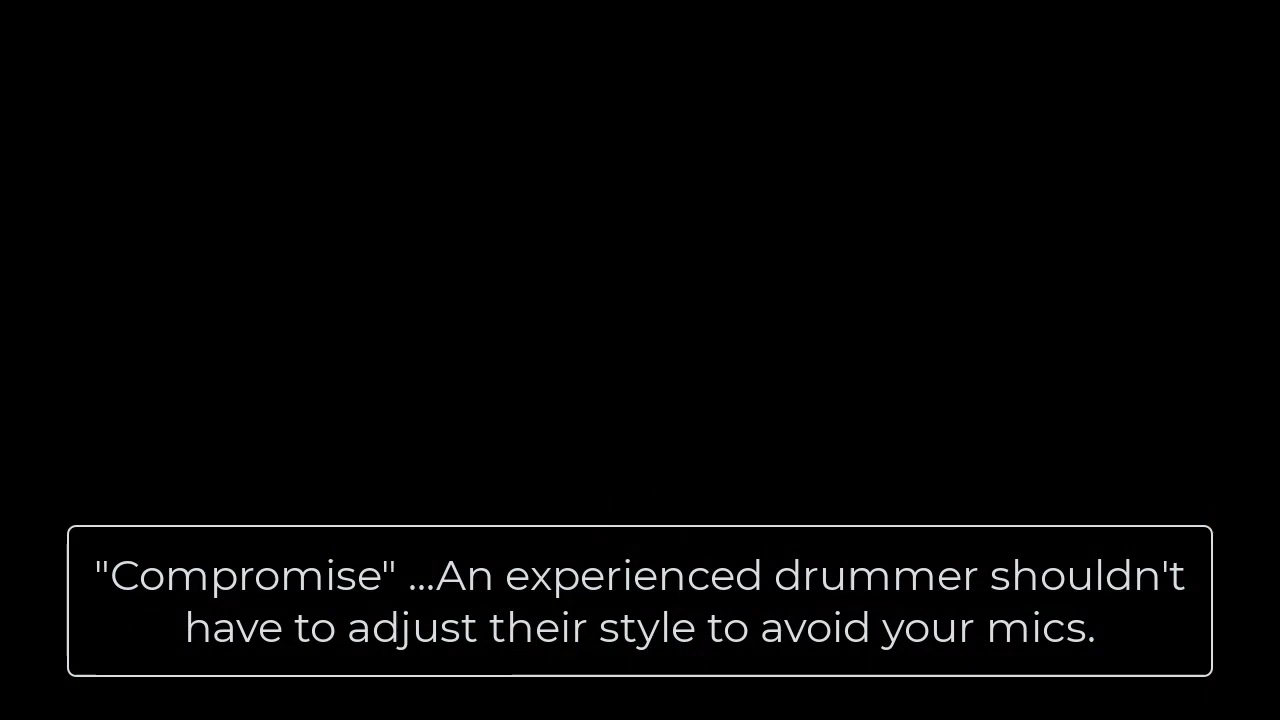 "Compromise" ...An experienced drummer shouldn't
have to adjust their style to avoid your mics.